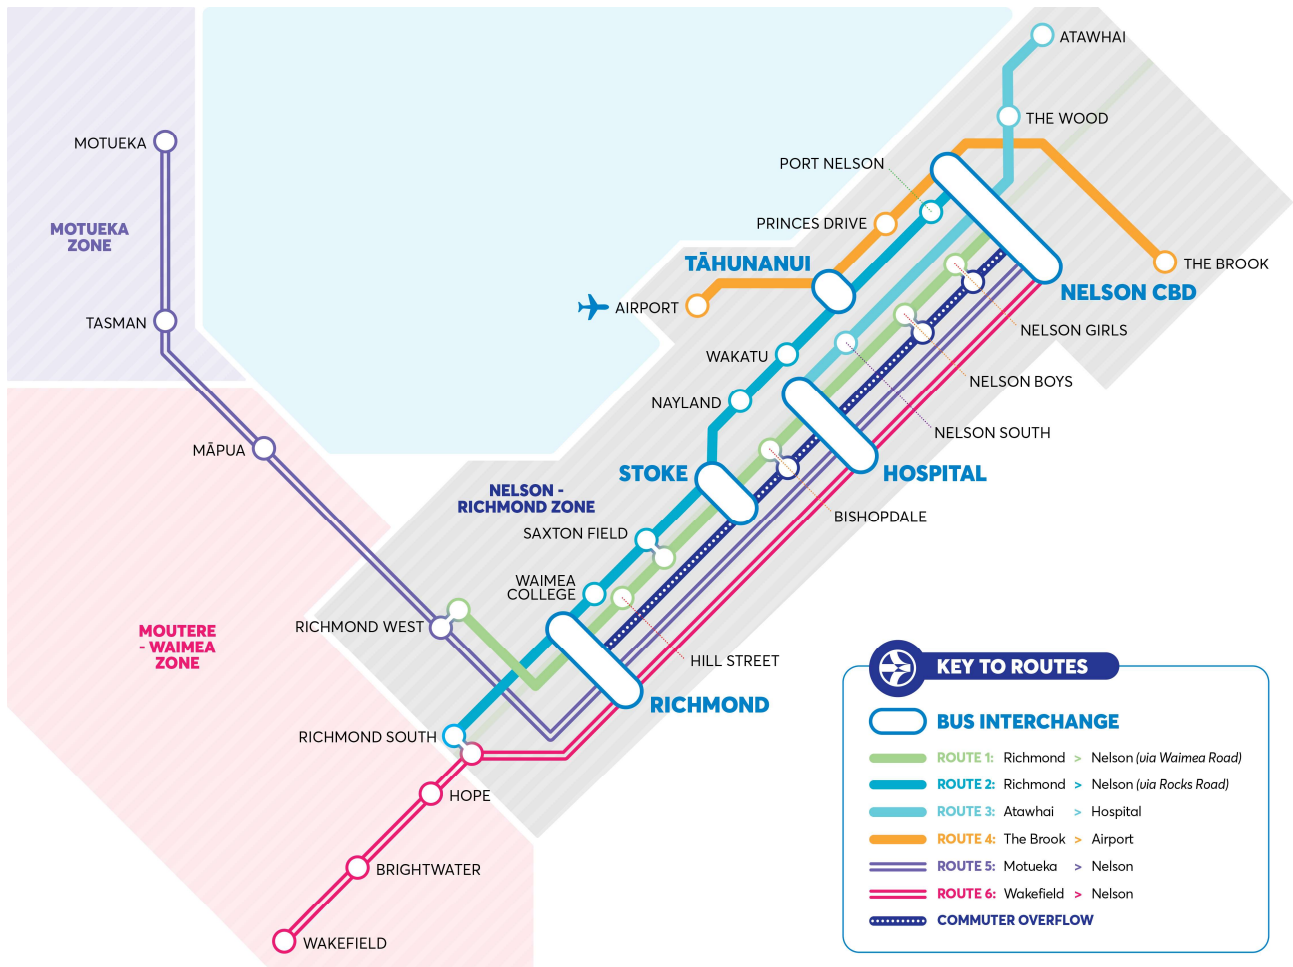 ATAWHAI
THE WOOD
MOTUEKA
PORT NELSON
PRINCES DRIVE
MOTUEKA
ZONE
TĀHUNANUI
THE BROOK
NELSON CBD
AIRPORT
TASMAN
NELSON GIRLS
WAKATU
NELSON BOYS
NAYLAND
NELSON SOUTH
MĀPUA
STOKE
HOSPITAL
NELSON -
RICHMOND ZONE
BISHOPDALE
SAXTON FIELD
WAIMEA
COLLEGE
RICHMOND WEST
MOUTERE
- WAIMEA
ZONE
HILL STREET
RICHMOND
RICHMOND SOUTH
HOPE
BRIGHTWATER
WAKEFIELD
KEY TO ROUTES
BUS INTERCHANGE
ROUTE 1: Richmond > Nelson (via Waimea Road)
ROUTE 2: Richmond > Nelson (via Rocks Road)
ROUTE 3: Atawhai > Hospital
ROUTE 4: The Brook > Airport
ROUTE 5: Motueka > Nelson
ROUTE 6: Wakefield > Nelson
COMMUTER OVERFLOW